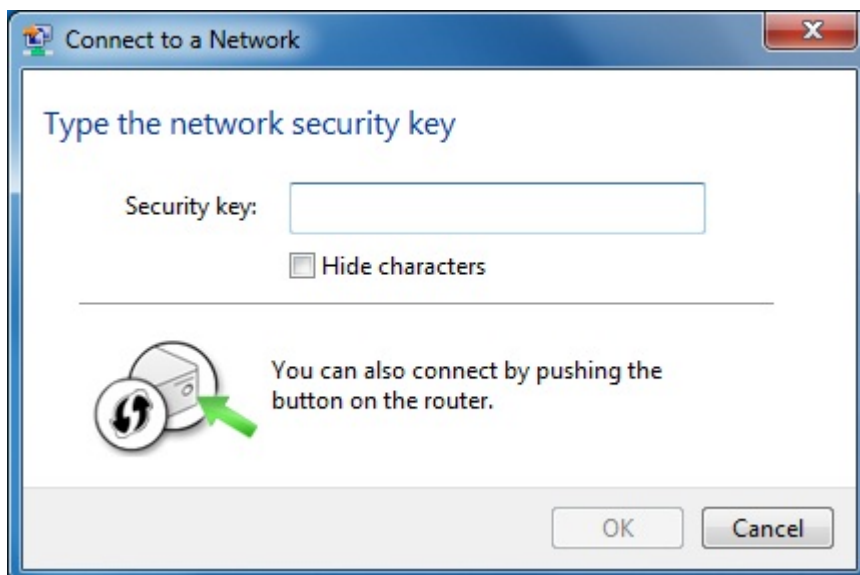 Connect to a Network
Type the network security key
Security key:
Hide characters
You can also connect by pushing the
button on the router.
OK
Cancel